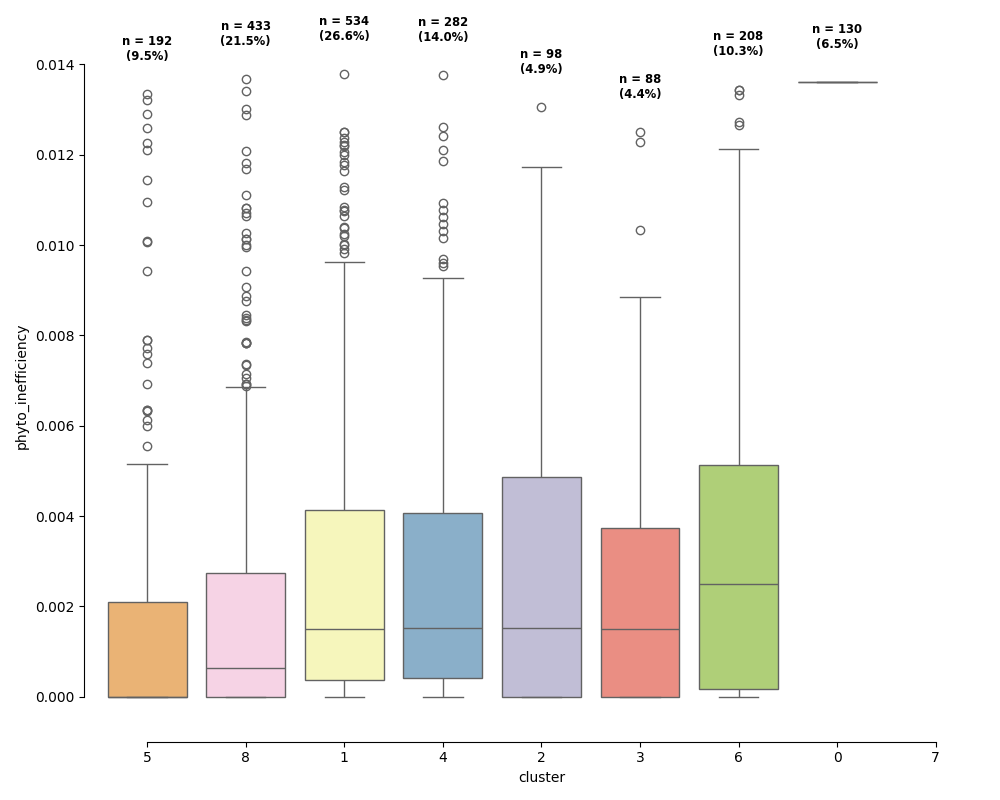 n = 192
(9.5%)
n = 433
(21.5%)
n = 534
(26.6%)
n = 282
(14.0%)
n = 98
(4.9%)
n = 88
(4.4%)
n = 208
(10.3%)
n = 130
(6.5%)
0.014
0.012
0.010
0.008
0.006
0.004
0.002
0.000
phyto_inefficiency
5 8 1 4 2 3 6 0 7
cluster